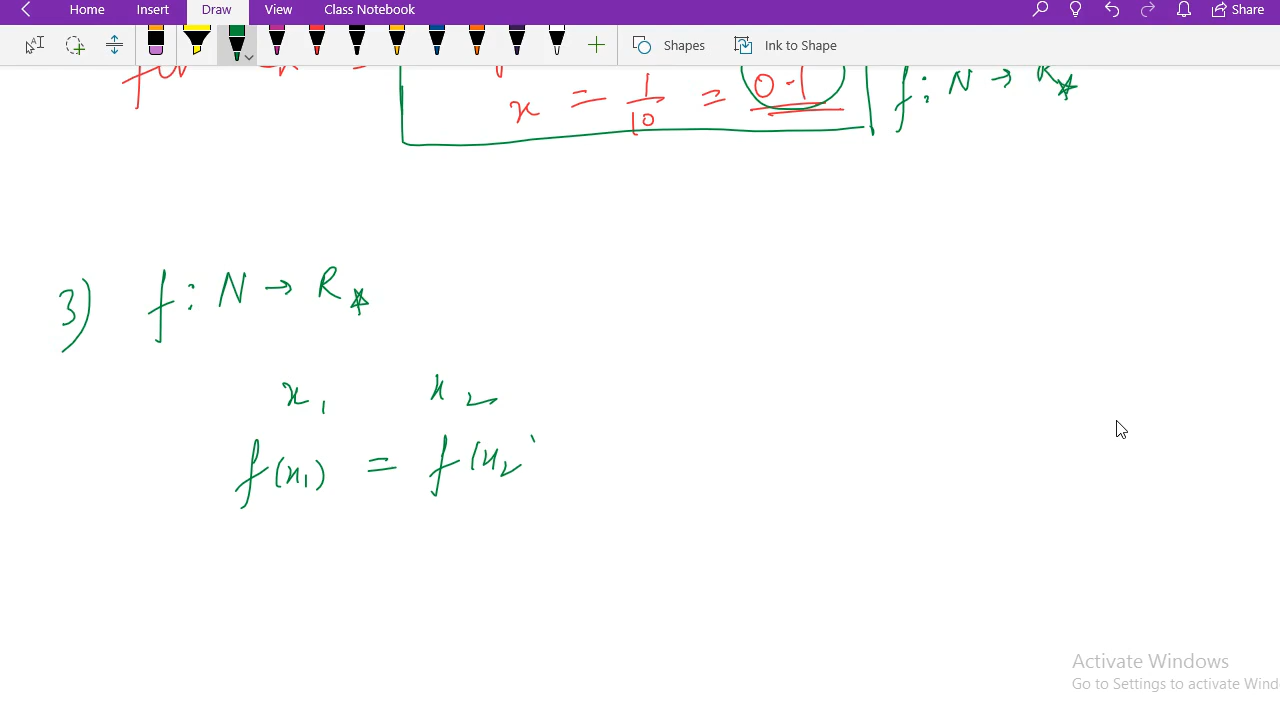 Home Insert Draw View Class Notebook Share
Shapes Ink to Shape
for x =
x = 1/10 = 0.1
f : N → R*
3) f : N → R*
x₁ x₂
f(x₁) = f(x₂)
Activate Windows
Go to Settings to activate Wind